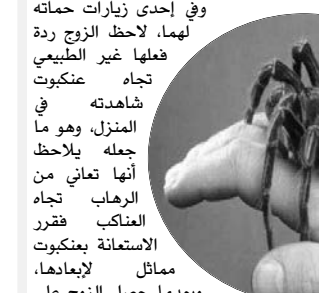 وفي إحدى زيارات حماته
لهما، لاحظ الزوج ردة
فعلها غير الطبيعي
تجاه عنكبوت
شاهدته في
المنزل، وهو ما
جعله يلاحظ
أنها تعاني من
الرهاب تجاه
العناكب فقرر
الاستعانة بعنكبوت
مماثل لإبعادها،